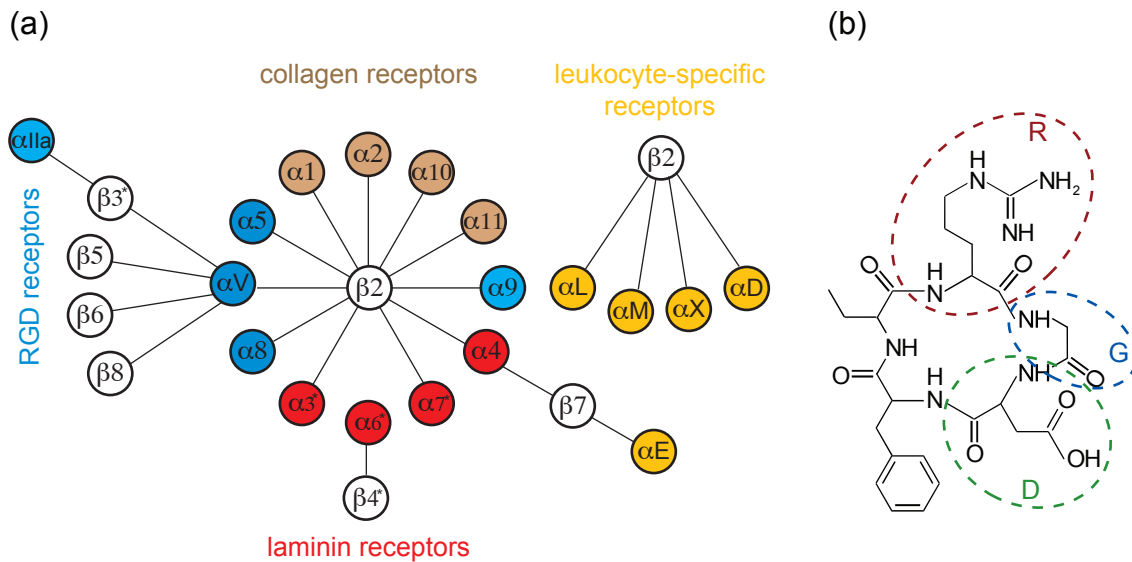 (a)
(b)
collagen receptors
leukocyte-specific
receptors
RGD receptors
αIIa
β3*
β5
β6
β8
αV
α5
α8
α1
α2
α10
α11
β2
α9
α4
α3*
α6*
α7*
β4*
β7
αE
laminin receptors
β2
αL
αM
αX
αD
R
H
N
NH2
NH
O
H
N
O
NH
G
O
NH
O
NH
O
H
N
O
O
OH
D